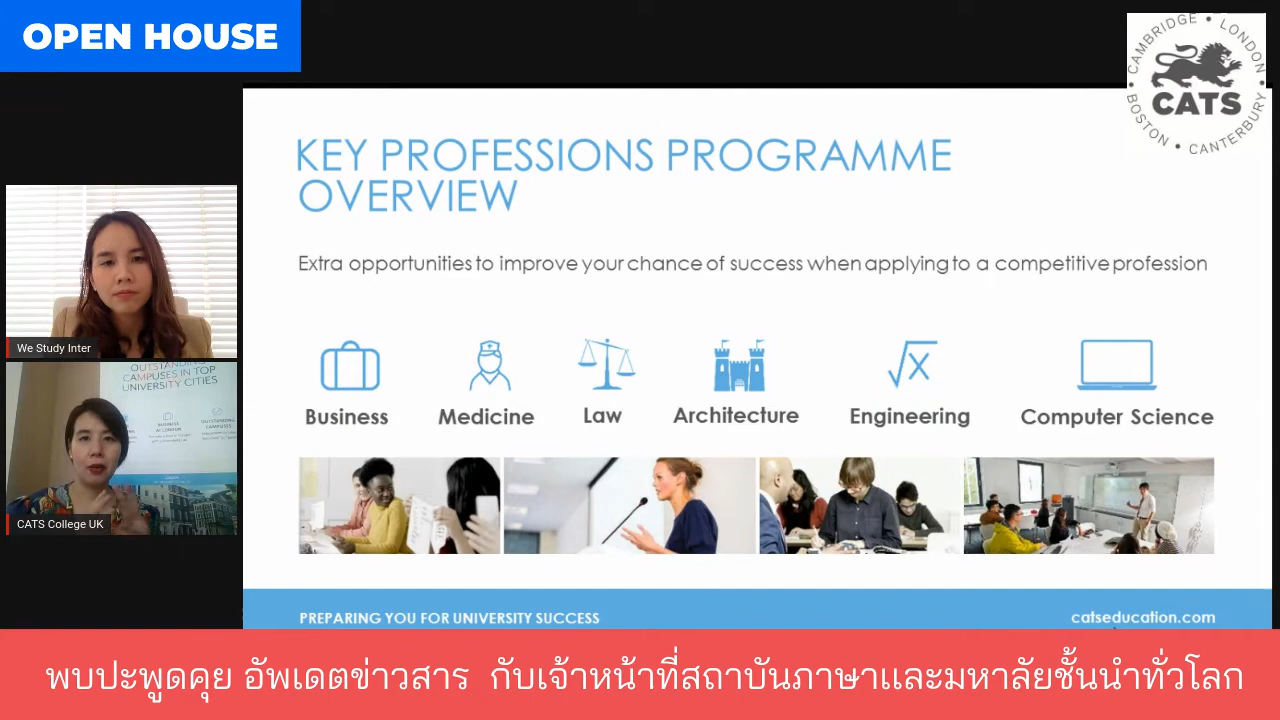 OPEN HOUSE
CAMBRIDGE • LONDON
CATS
BOSTON • CANTERBURY
KEY PROFESSIONS PROGRAMME
OVERVIEW
Extra opportunities to improve your chance of success when applying to a competitive profession
Business
Medicine
Law
Architecture
Engineering
Computer Science
We Study Inter
OUTSTANDING
CAMPUSES IN TOP
UNIVERSITY CITIES
CATS College UK
PREPARING YOU FOR UNIVERSITY SUCCESS
catseducation.com
พบปะพูดคุย อัพเดตข่าวสาร กับเจ้าหน้าที่สถาบันภาษาและมหาลัยชั้นนำทั่วโลก